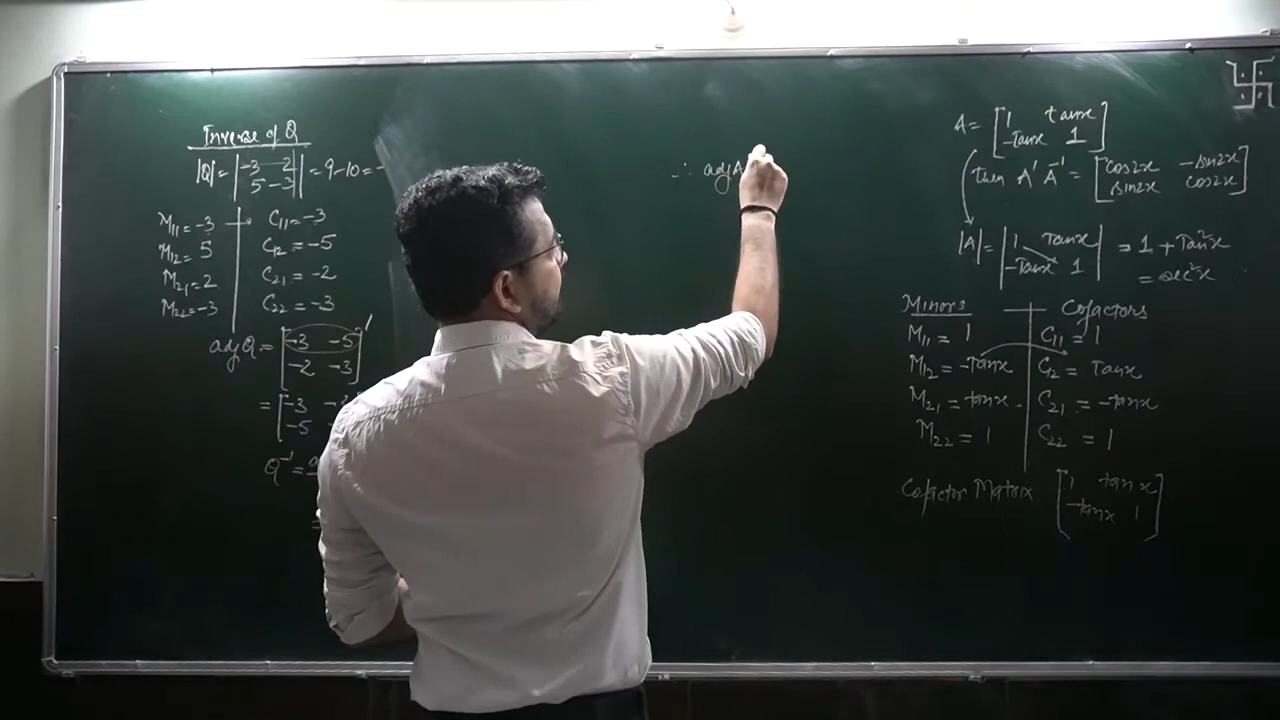 Inverse of Q
|Q| = | -3 2 | = 9-10 = -
5 -3 |
M11 = -3 C11 = -3
M12 = 5 C12 = -5
M21 = 2 C21 = -2
M22 = -3 C22 = -3
adj Q = [ -3 -5 ]'
-2 -3
= [ -3
-5
Q⁻¹ =
=
∴ adj A
A = [ 1 tanx ]
-Tanx 1
then A' A⁻¹ = [ cos2x -sin2x ]
sin2x cos2x
|A| = | 1 Tanx | = 1 + Tan²x
-Tanx 1
= sec²x
Minors Cofactors
M11 = 1 C11 = 1
M12 = -Tanx C12 = Tanx
M21 = tanx C21 = -tanx
M22 = 1 C22 = 1
Cofactor Matrix [ 1 tanx ]
-tanx 1